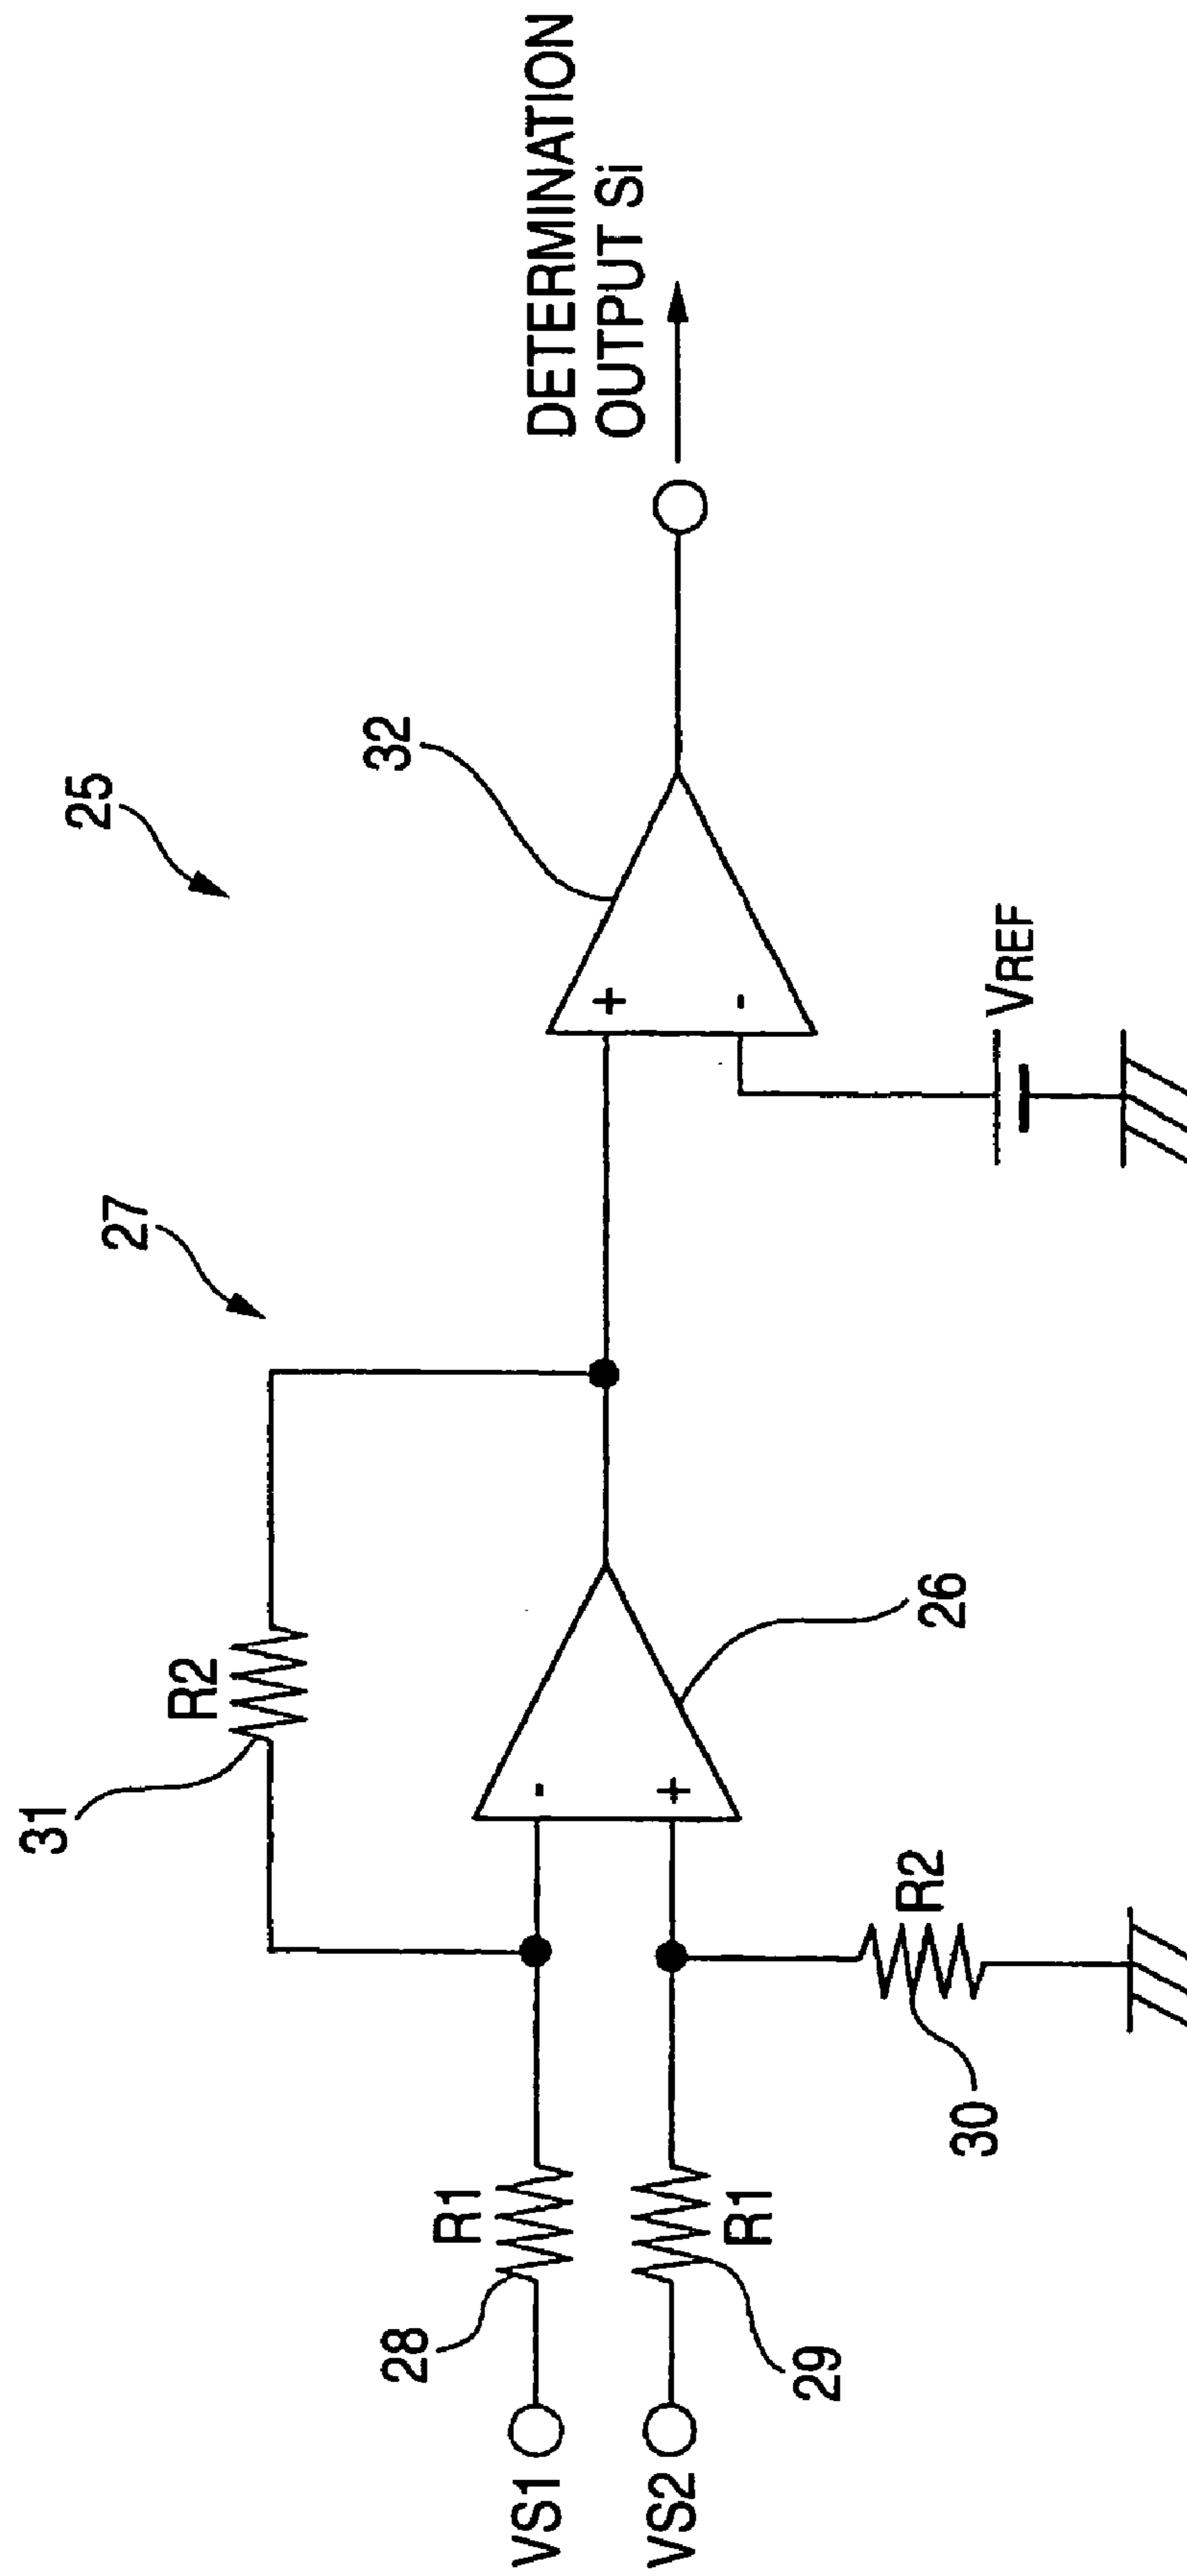 25
27
32
DETERMINATION
OUTPUT Si
31
R2
VS1
28
R1
-
+
26
+
-
VS2
29
R1
30
R2
VREF